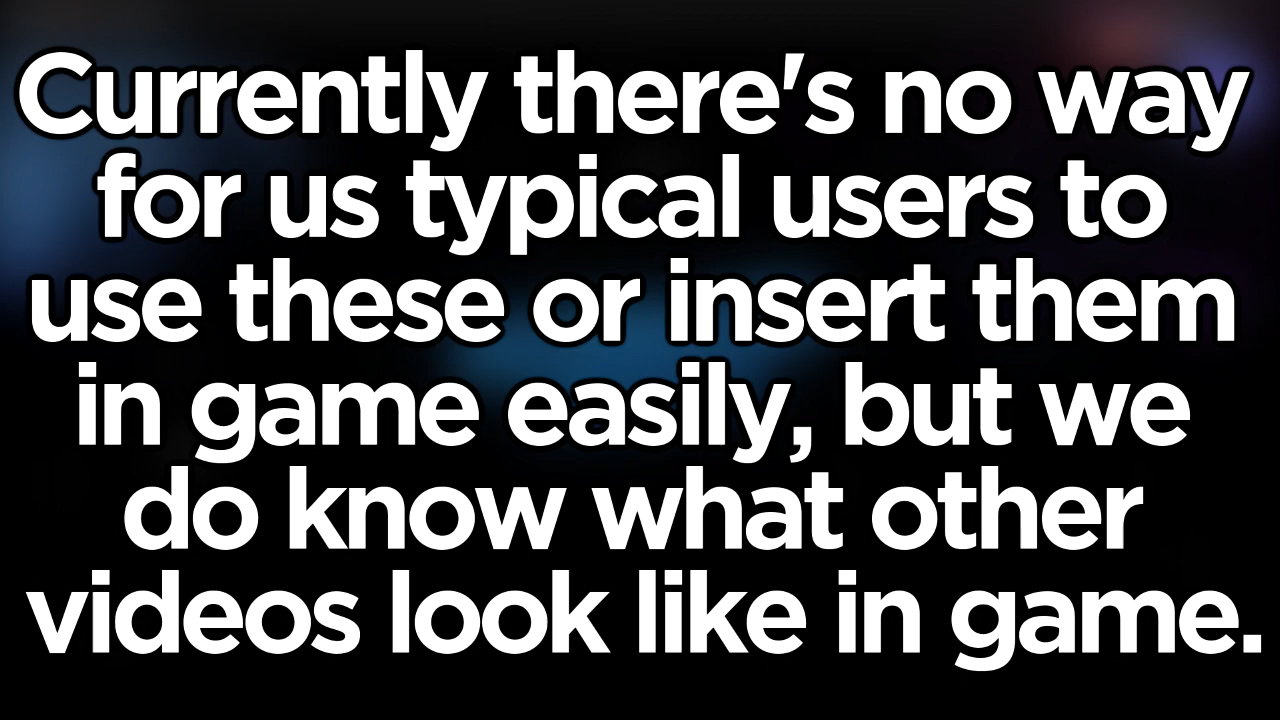 Currently there's no way
for us typical users to
use these or insert them
in game easily, but we
do know what other
videos look like in game.